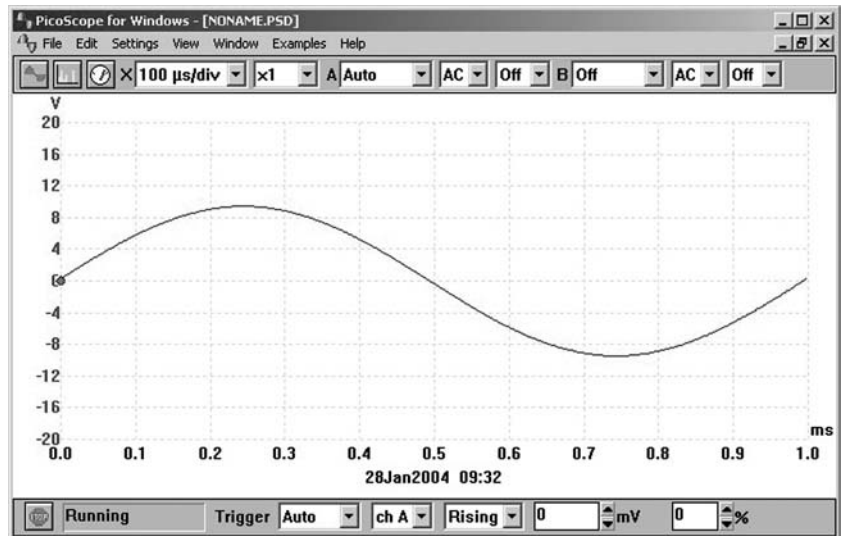 PicoScope for Windows - [NONAME.PSD]
File Edit Settings View Window Examples Help
X 100 µs/div x1 A Auto AC Off B Off AC Off
V
20
16
12
8
4
0
-4
-8
-12
-16
-20
ms
0.0 0.1 0.2 0.3 0.4 0.5 0.6 0.7 0.8 0.9 1.0
28Jan2004 09:32
STOP Running Trigger Auto ch A Rising 0 mV 0 %